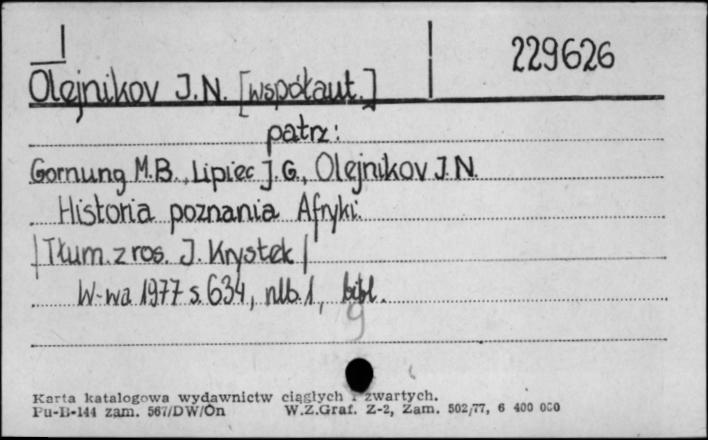 229626
Olejnikov J.N. [współaut.]
patrz:
Gornung M.B., Lipiec J.G., Olejnikov J.N.
Historia poznania Afryki.
|Tłum. z ros. J. Krystek|
W-wa 1977 s. 634, nlb. 1, bibl.
9
Karta katalogowa wydawnictw ciągłych i zwartych.
Pu-B-144 zam. 567/DW/On W.Z.Graf. Z-2, Zam. 502/77, 6 400 000